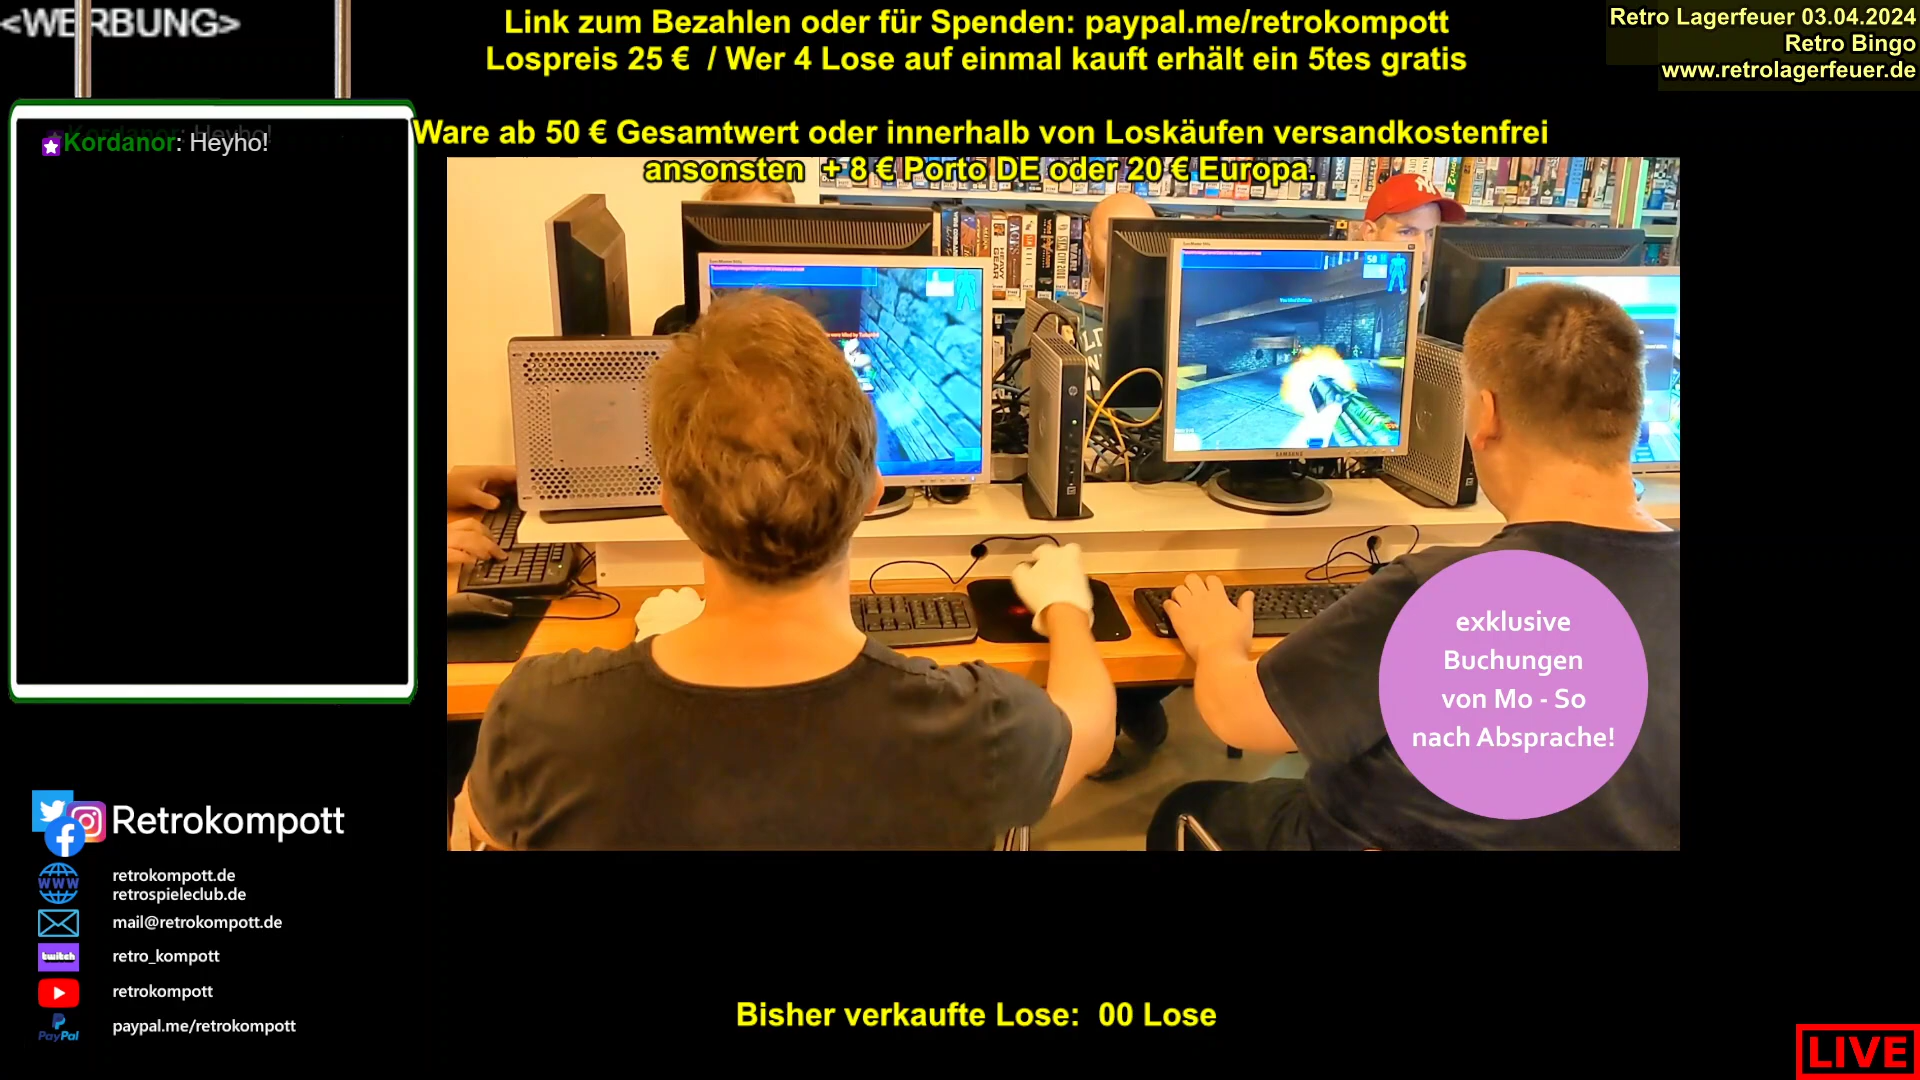 <WERBUNG>
Link zum Bezahlen oder für Spenden: paypal.me/retrokompott
Lospreis 25 € / Wer 4 Lose auf einmal kauft erhält ein 5tes gratis
Retro Lagerfeuer 03.04.2024
Retro Bingo
www.retrolagerfeuer.de
Kordanor: Heyho!
Ware ab 50 € Gesamtwert oder innerhalb von Loskäufen versandkostenfrei
ansonsten + 8 € Porto DE oder 20 € Europa.
HEAVY GEAR
SAMSUNG
exklusive
Buchungen
von Mo - So
nach Absprache!
Retrokompott
www
retrokompott.de
retrospieleclub.de
mail@retrokompott.de
twitch
retro_kompott
retrokompott
PayPal
paypal.me/retrokompott
Bisher verkaufte Lose: 00 Lose
LIVE